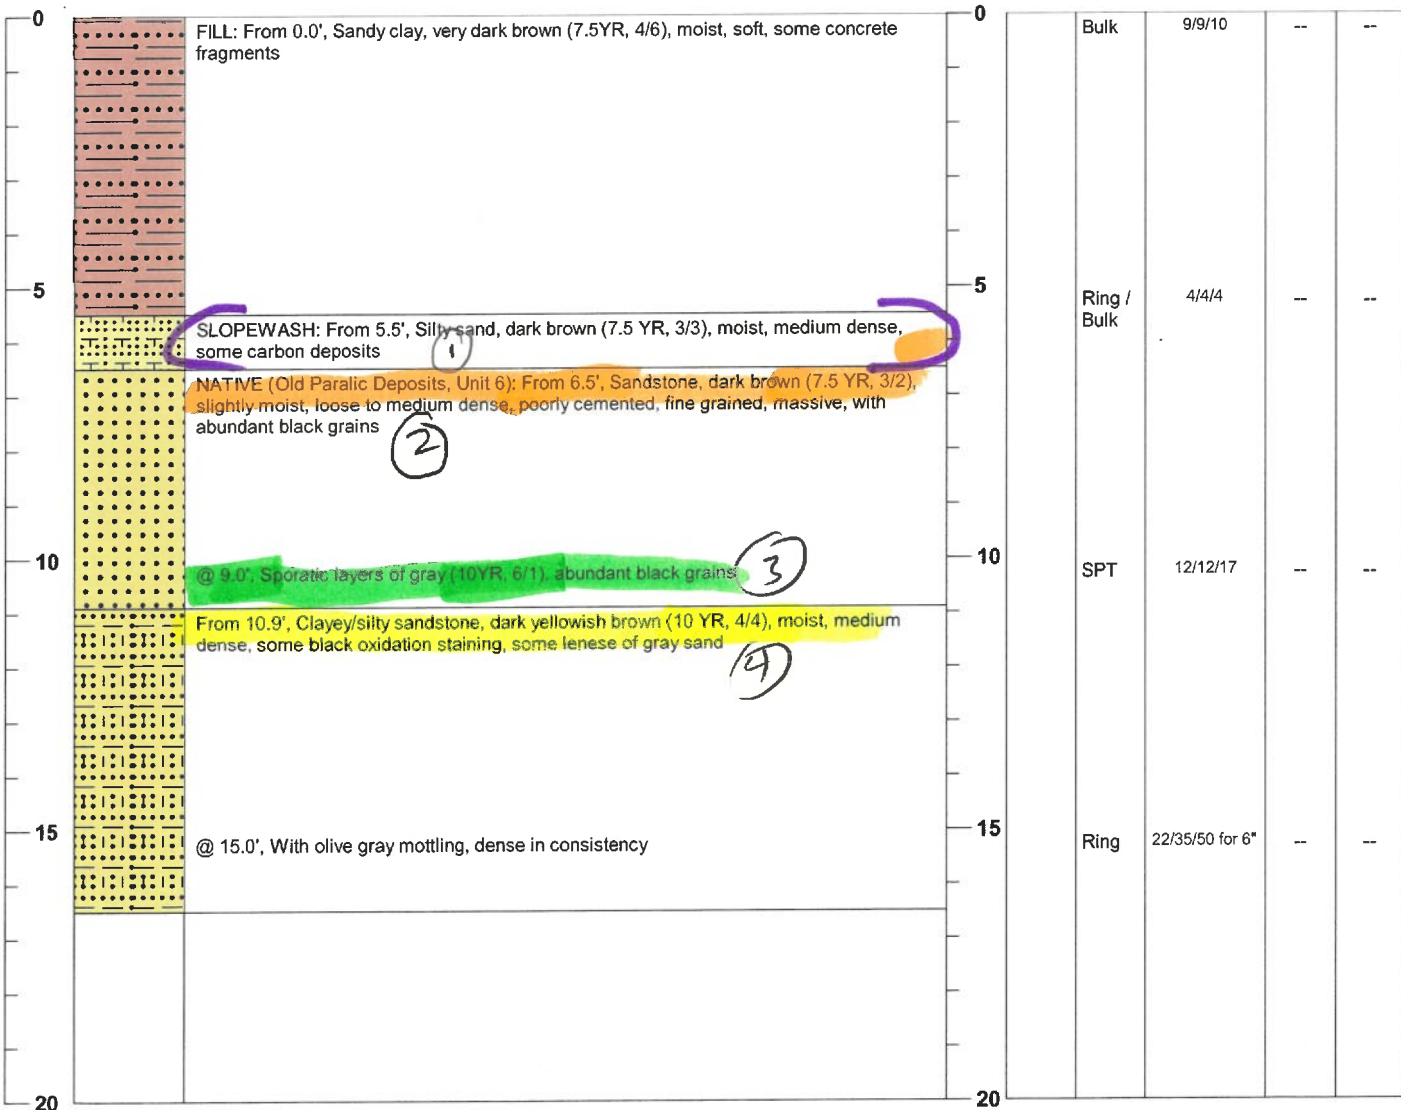 0
FILL: From 0.0', Sandy clay, very dark brown (7.5YR, 4/6), moist, soft, some concrete
fragments
0
Bulk
9/9/10
--
--
5
5
Ring /
Bulk
4/4/4
--
--
SLOPEWASH: From 5.5', Silty sand, dark brown (7.5 YR, 3/3), moist, medium dense,
some carbon deposits
1
NATIVE (Old Paralic Deposits, Unit 6): From 6.5', Sandstone, dark brown (7.5 YR, 3/2),
slightly moist, loose to medium dense, poorly cemented, fine grained, massive, with
abundant black grains
2
10
@ 9.0', Sporatic layers of gray (10YR, 6/1), abundant black grains
3
10
SPT
12/12/17
--
--
From 10.9', Clayey/silty sandstone, dark yellowish brown (10 YR, 4/4), moist, medium
dense, some black oxidation staining, some lenese of gray sand
4
15
@ 15.0', With olive gray mottling, dense in consistency
15
Ring
22/35/50 for 6"
--
--
20
20